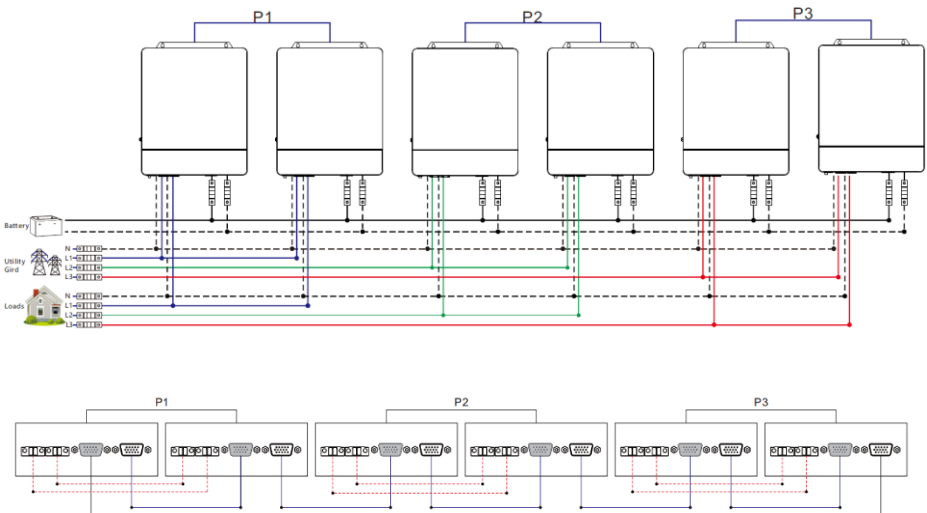 P1
P2
P3
Battery
Utility
Gird
N
L1
L2
L3
Loads
N
L1
L2
L3
P1
P2
P3